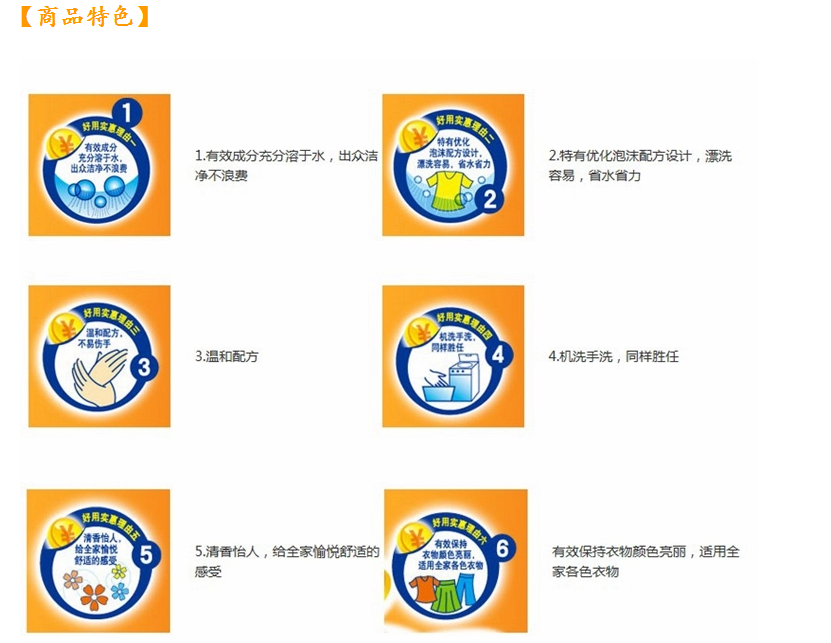 【商品特色】
1
好用实惠理由一
¥
有效成分
充分溶于水，
出众洁净不浪费
1.有效成分充分溶于水，出众洁
净不浪费
好用实惠理由二
¥
特有优化
泡沫配方设计，
漂洗容易，省水省力
2
2.特有优化泡沫配方设计，漂洗
容易，省水省力
好用实惠理由三
¥
温和配方，
不易伤手
3
3.温和配方
好用实惠理由四
¥
机洗手洗，
同样胜任
4
4.机洗手洗，同样胜任
好用实惠理由五
¥
清香怡人，
给全家愉悦
舒适的感受
5
5.清香怡人，给全家愉悦舒适的
感受
好用实惠理由六
¥
有效保持
衣物颜色亮丽，
适用全家各色衣物
6
有效保持衣物颜色亮丽，适用全
家各色衣物